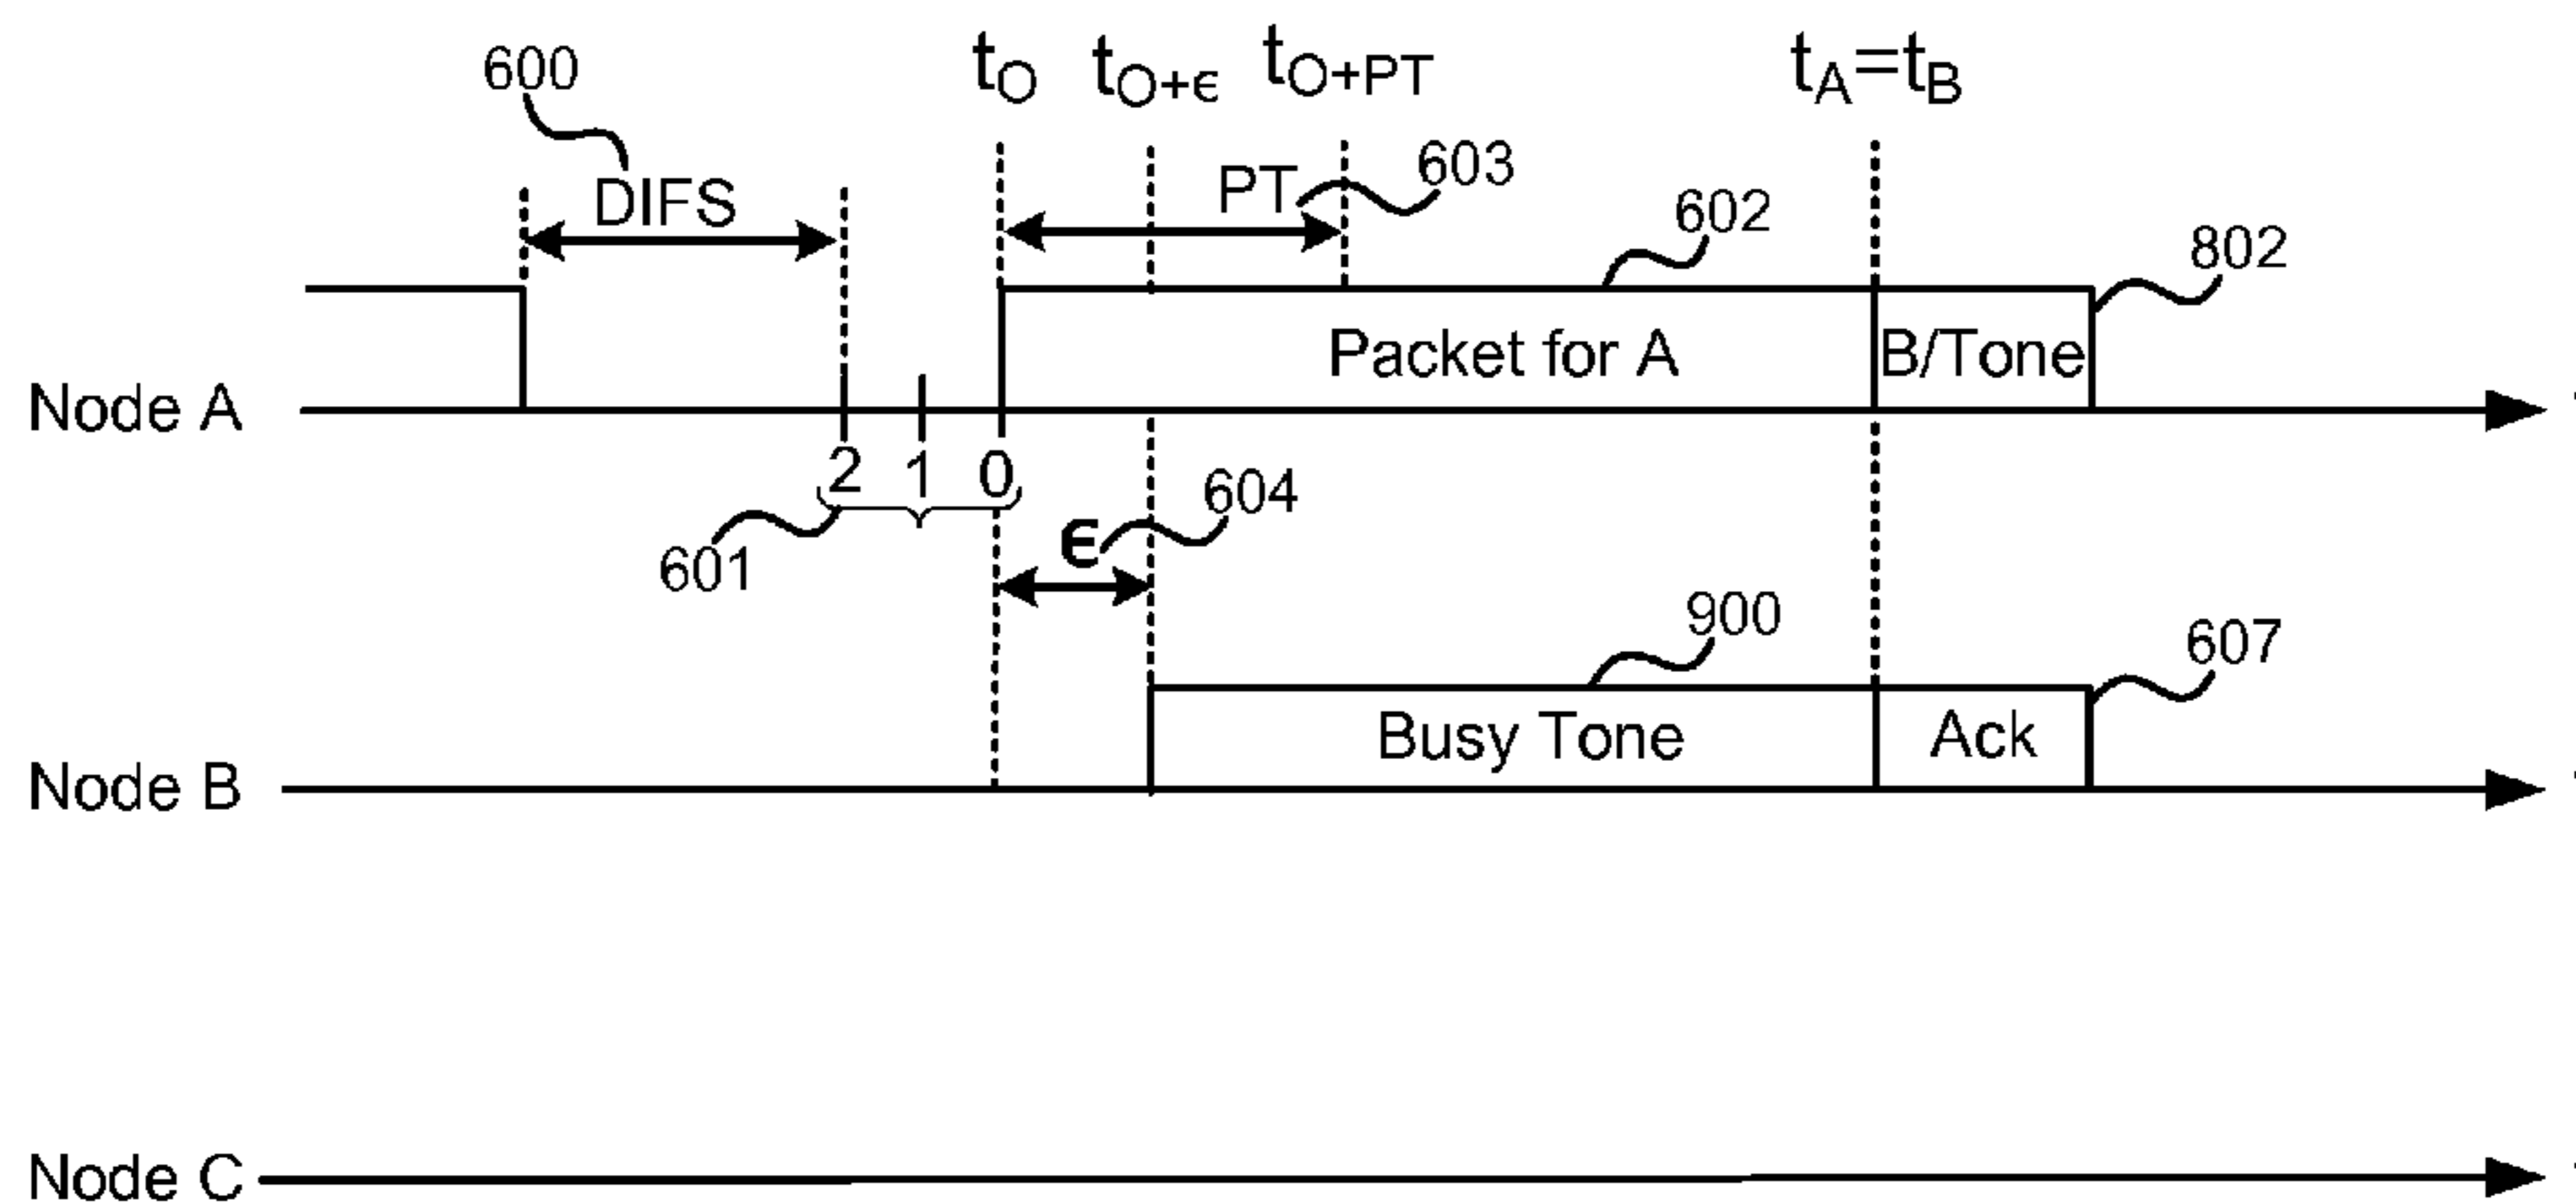 600
tO
tO+ϵ
tO+PT
tA=tB
DIFS
PT
603
602
802
Packet for A
B/Tone
Node A
2 1 0
604
601
ϵ
900
607
Busy Tone
Ack
Node B
Node C